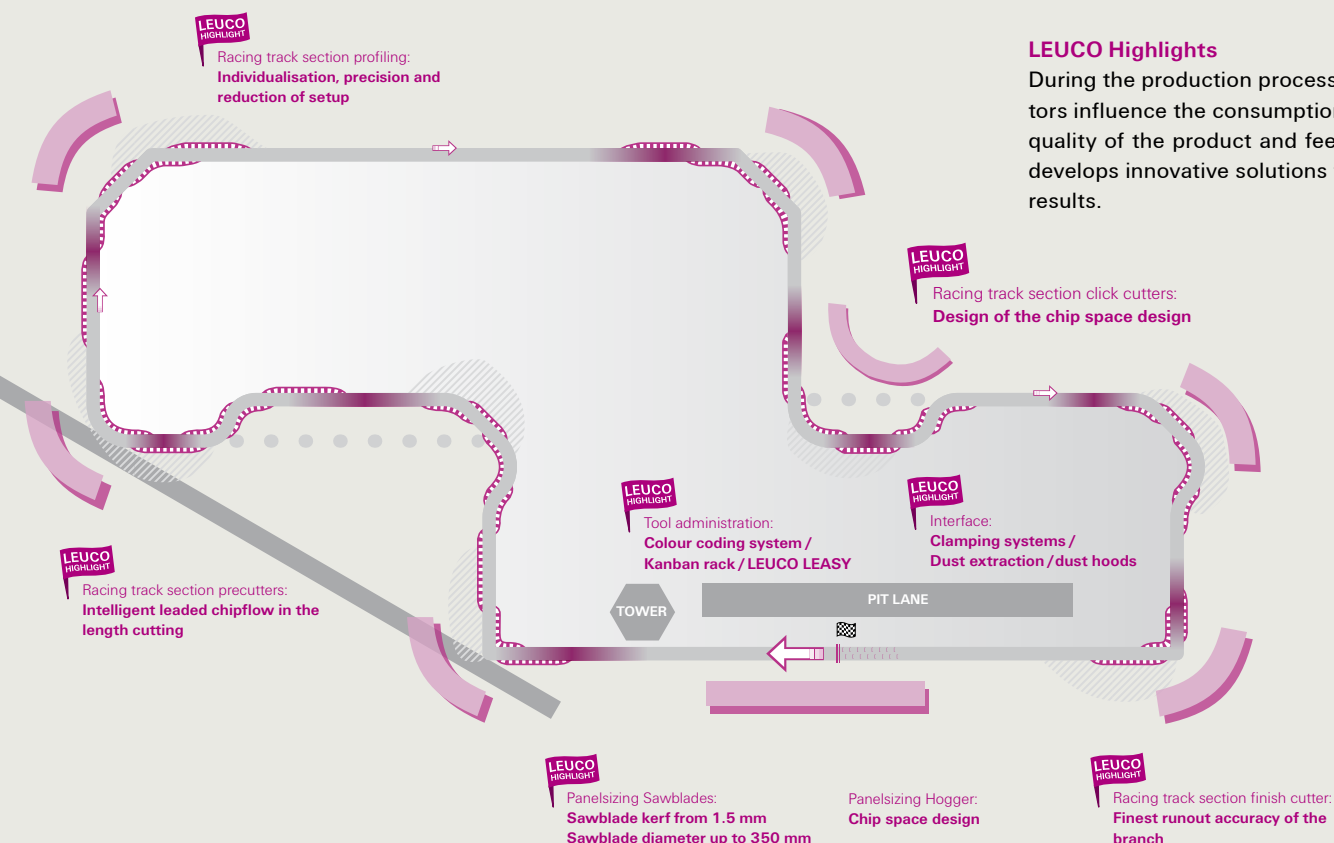 LEUCO
HIGHLIGHT
Racing track section profiling:
Individualisation, precision and
reduction of setup
LEUCO Highlights
During the production process
tors influence the consumption
quality of the product and fee
develops innovative solutions
results.
LEUCO
HIGHLIGHT
Racing track section click cutters:
Design of the chip space design
LEUCO
HIGHLIGHT
Tool administration:
Colour coding system /
Kanban rack / LEUCO LEASY
LEUCO
HIGHLIGHT
Interface:
Clamping systems /
Dust extraction / dust hoods
LEUCO
HIGHLIGHT
Racing track section precutters:
Intelligent leaded chipflow in the
length cutting
TOWER
PIT LANE
LEUCO
HIGHLIGHT
Panelsizing Sawblades:
Sawblade kerf from 1.5 mm
Sawblade diameter up to 350 mm
Panelsizing Hogger:
Chip space design
LEUCO
HIGHLIGHT
Racing track section finish cutter:
Finest runout accuracy of the
branch